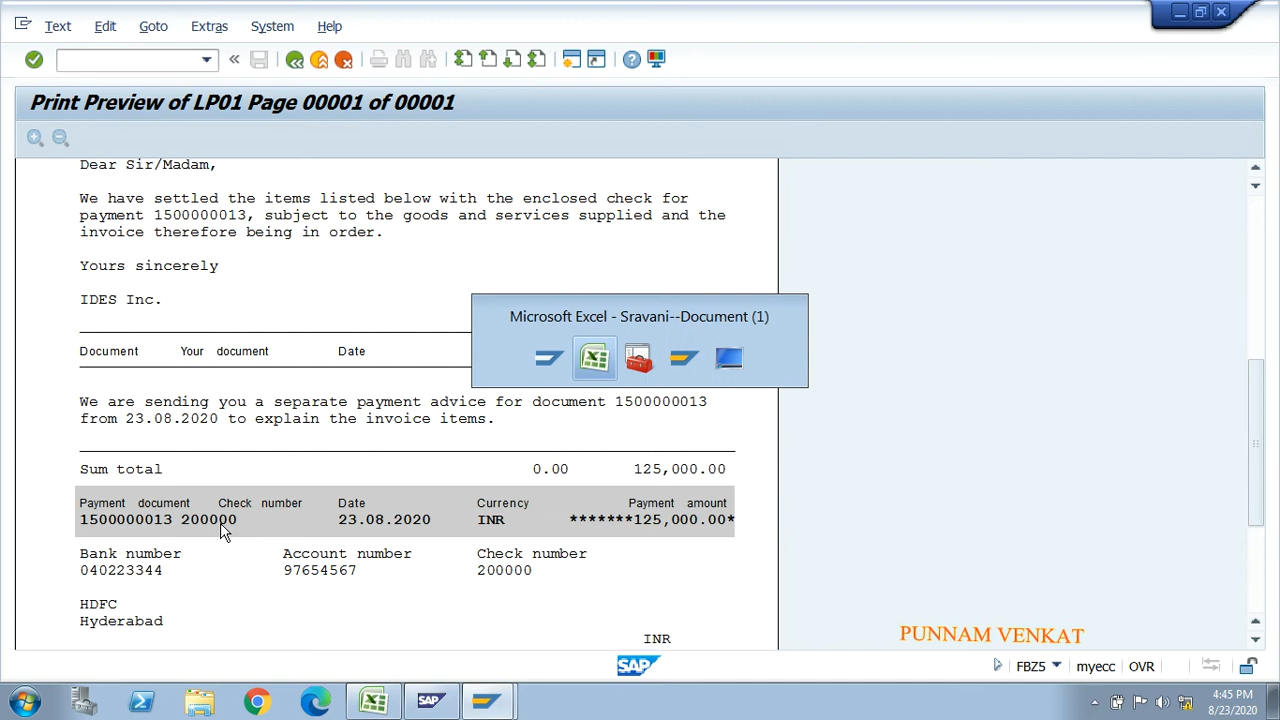 Text Edit Goto Extras System Help
Print Preview of LP01 Page 00001 of 00001
Dear Sir/Madam,
We have settled the items listed below with the enclosed check for
payment 1500000013, subject to the goods and services supplied and the
invoice therefore being in order.
Yours sincerely
IDES Inc.
Microsoft Excel - Sravani--Document (1)
Document Your document Date
We are sending you a separate payment advice for document 1500000013
from 23.08.2020 to explain the invoice items.
Sum total 0.00 125,000.00
Payment document Check number Date Currency Payment amount
1500000013 200000 23.08.2020 INR *******125,000.00*
Bank number Account number Check number
040223344 97654567 200000
HDFC
Hyderabad
INR
PUNNAM VENKAT
SAP FBZ5 myecc OVR
SAP
4:45 PM
8/23/2020